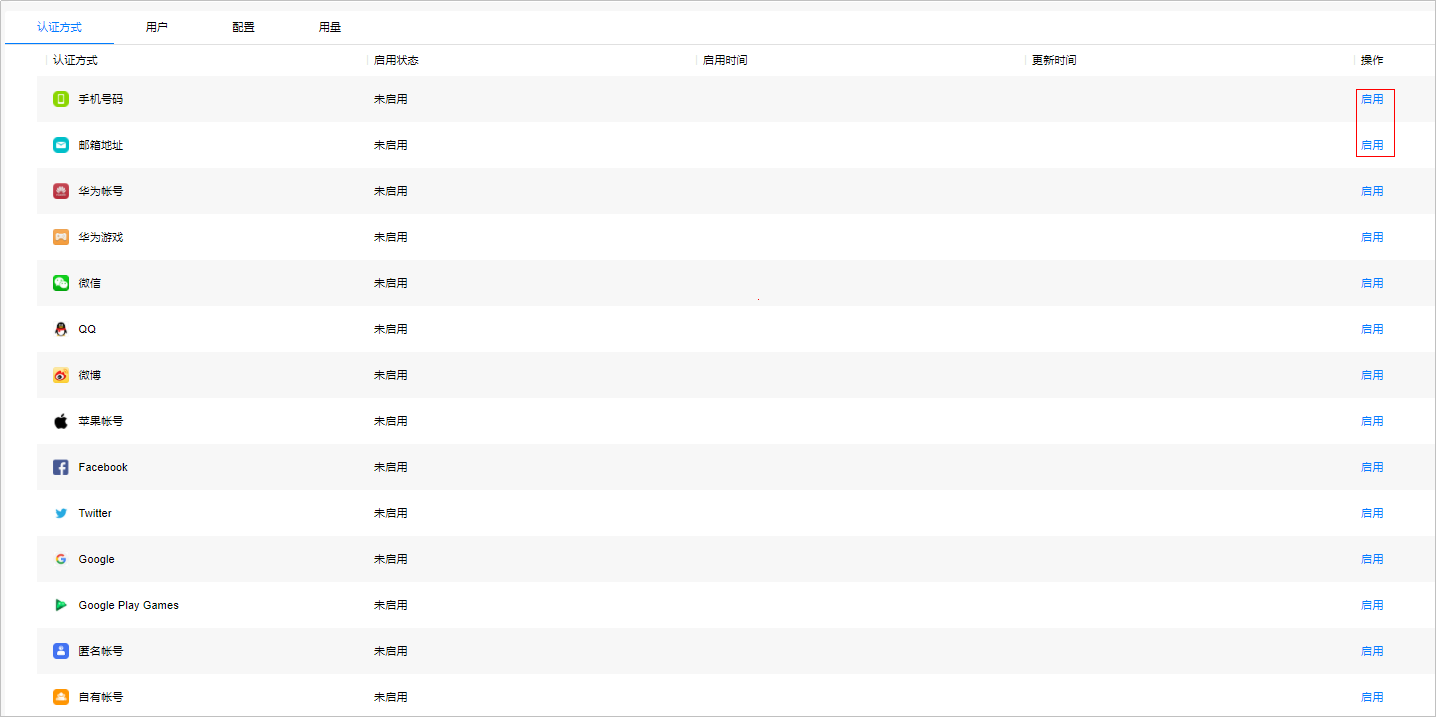 认证方式 用户 配置 用量
认证方式 启用状态 启用时间 更新时间 操作
手机号码 未启用 启用
邮箱地址 未启用 启用
华为帐号 未启用 启用
华为游戏 未启用 启用
微信 未启用 启用
QQ 未启用 启用
微博 未启用 启用
苹果帐号 未启用 启用
Facebook 未启用 启用
Twitter 未启用 启用
Google 未启用 启用
Google Play Games 未启用 启用
匿名帐号 未启用 启用
自有帐号 未启用 启用